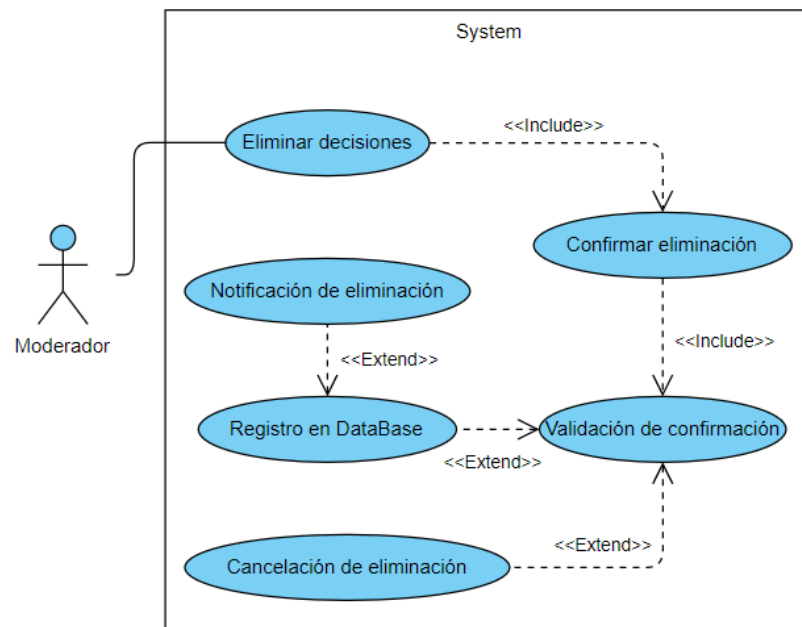 System
Eliminar decisiones
<<Include>>
Confirmar eliminación
Notificación de eliminación
Moderador
<<Include>>
<<Extend>>
Registro en DataBase
Validación de confirmación
<<Extend>>
<<Extend>>
Cancelación de eliminación